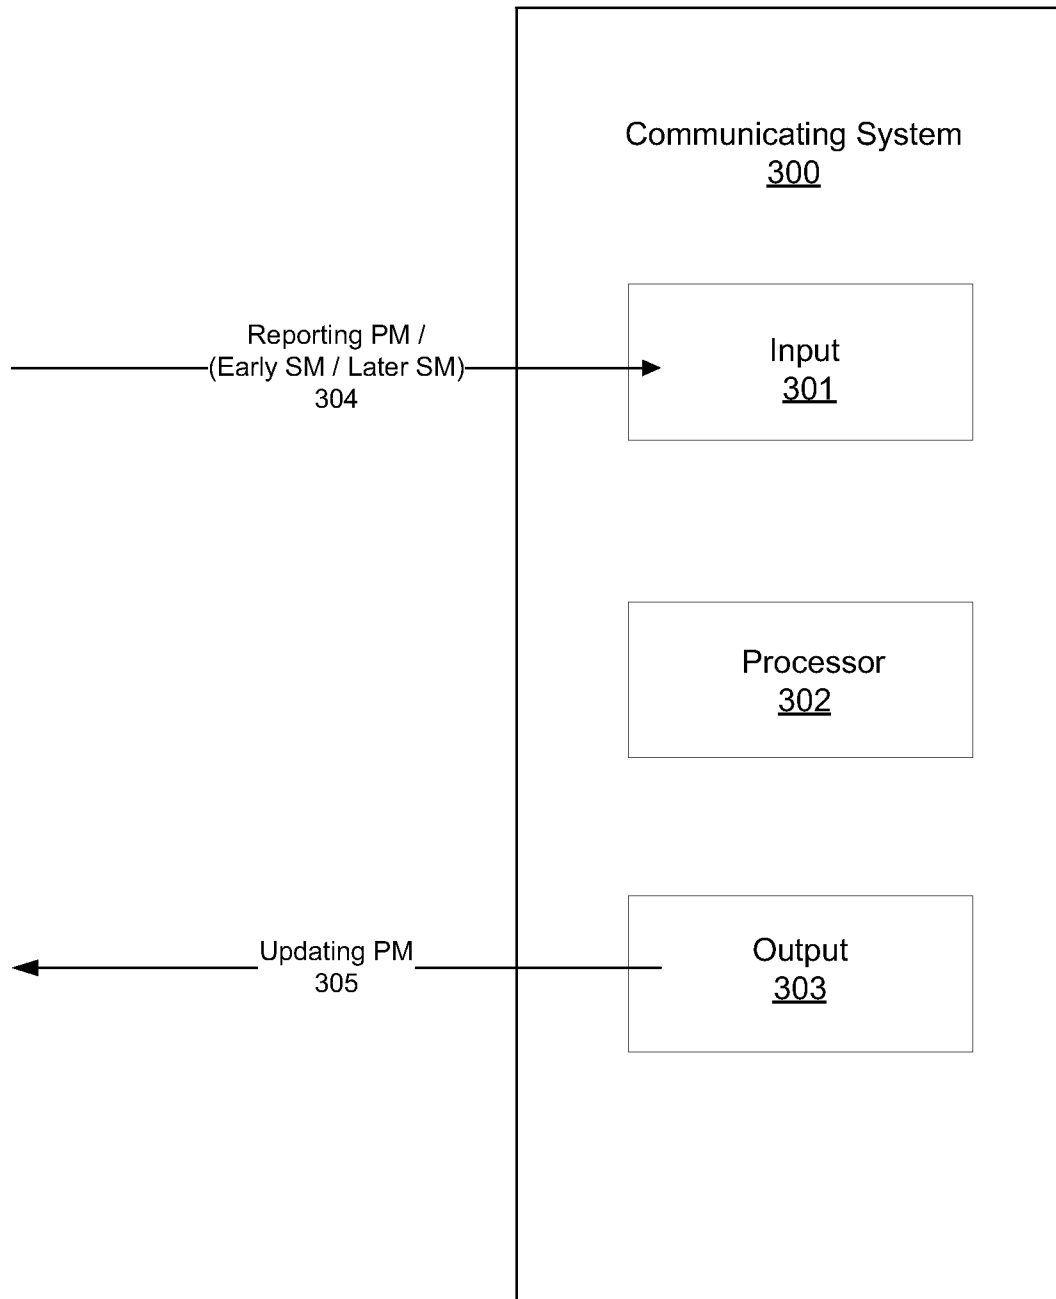 Communicating System
300
Reporting PM /
(Early SM / Later SM)
304
Input
301
Processor
302
Updating PM
305
Output
303